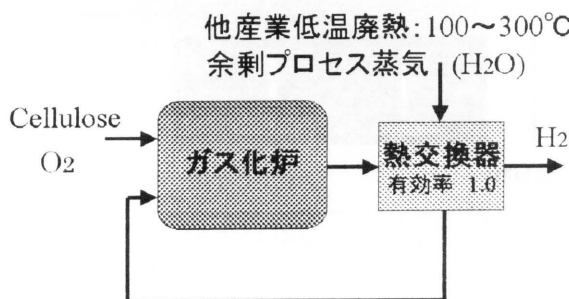 他産業低温廃熱:100~300℃
余剰プロセス蒸気 (H2O)
Cellulose
O2
ガス化炉
熱交換器
有効率 1.0
H2